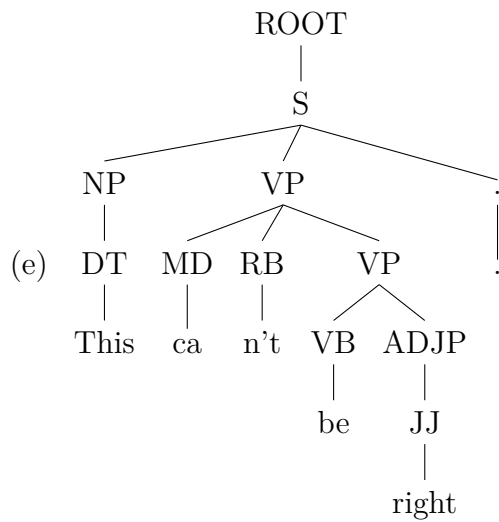 ROOT
S
NP VP .
(e) DT MD RB VP .
This ca n't VB ADJP
be JJ
right